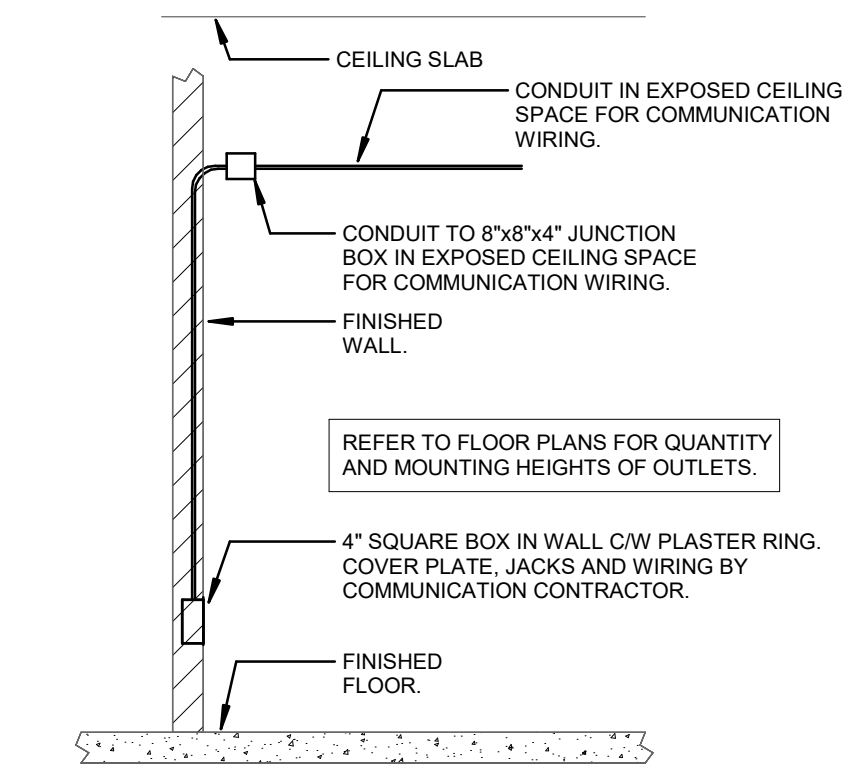 CEILING SLAB
CONDUIT IN EXPOSED CEILING
SPACE FOR COMMUNICATION
WIRING.
CONDUIT TO 8"x8"x4" JUNCTION
BOX IN EXPOSED CEILING SPACE
FOR COMMUNICATION WIRING.
FINISHED
WALL.
REFER TO FLOOR PLANS FOR QUANTITY
AND MOUNTING HEIGHTS OF OUTLETS.
4" SQUARE BOX IN WALL C/W PLASTER RING.
COVER PLATE, JACKS AND WIRING BY
COMMUNICATION CONTRACTOR.
FINISHED
FLOOR.